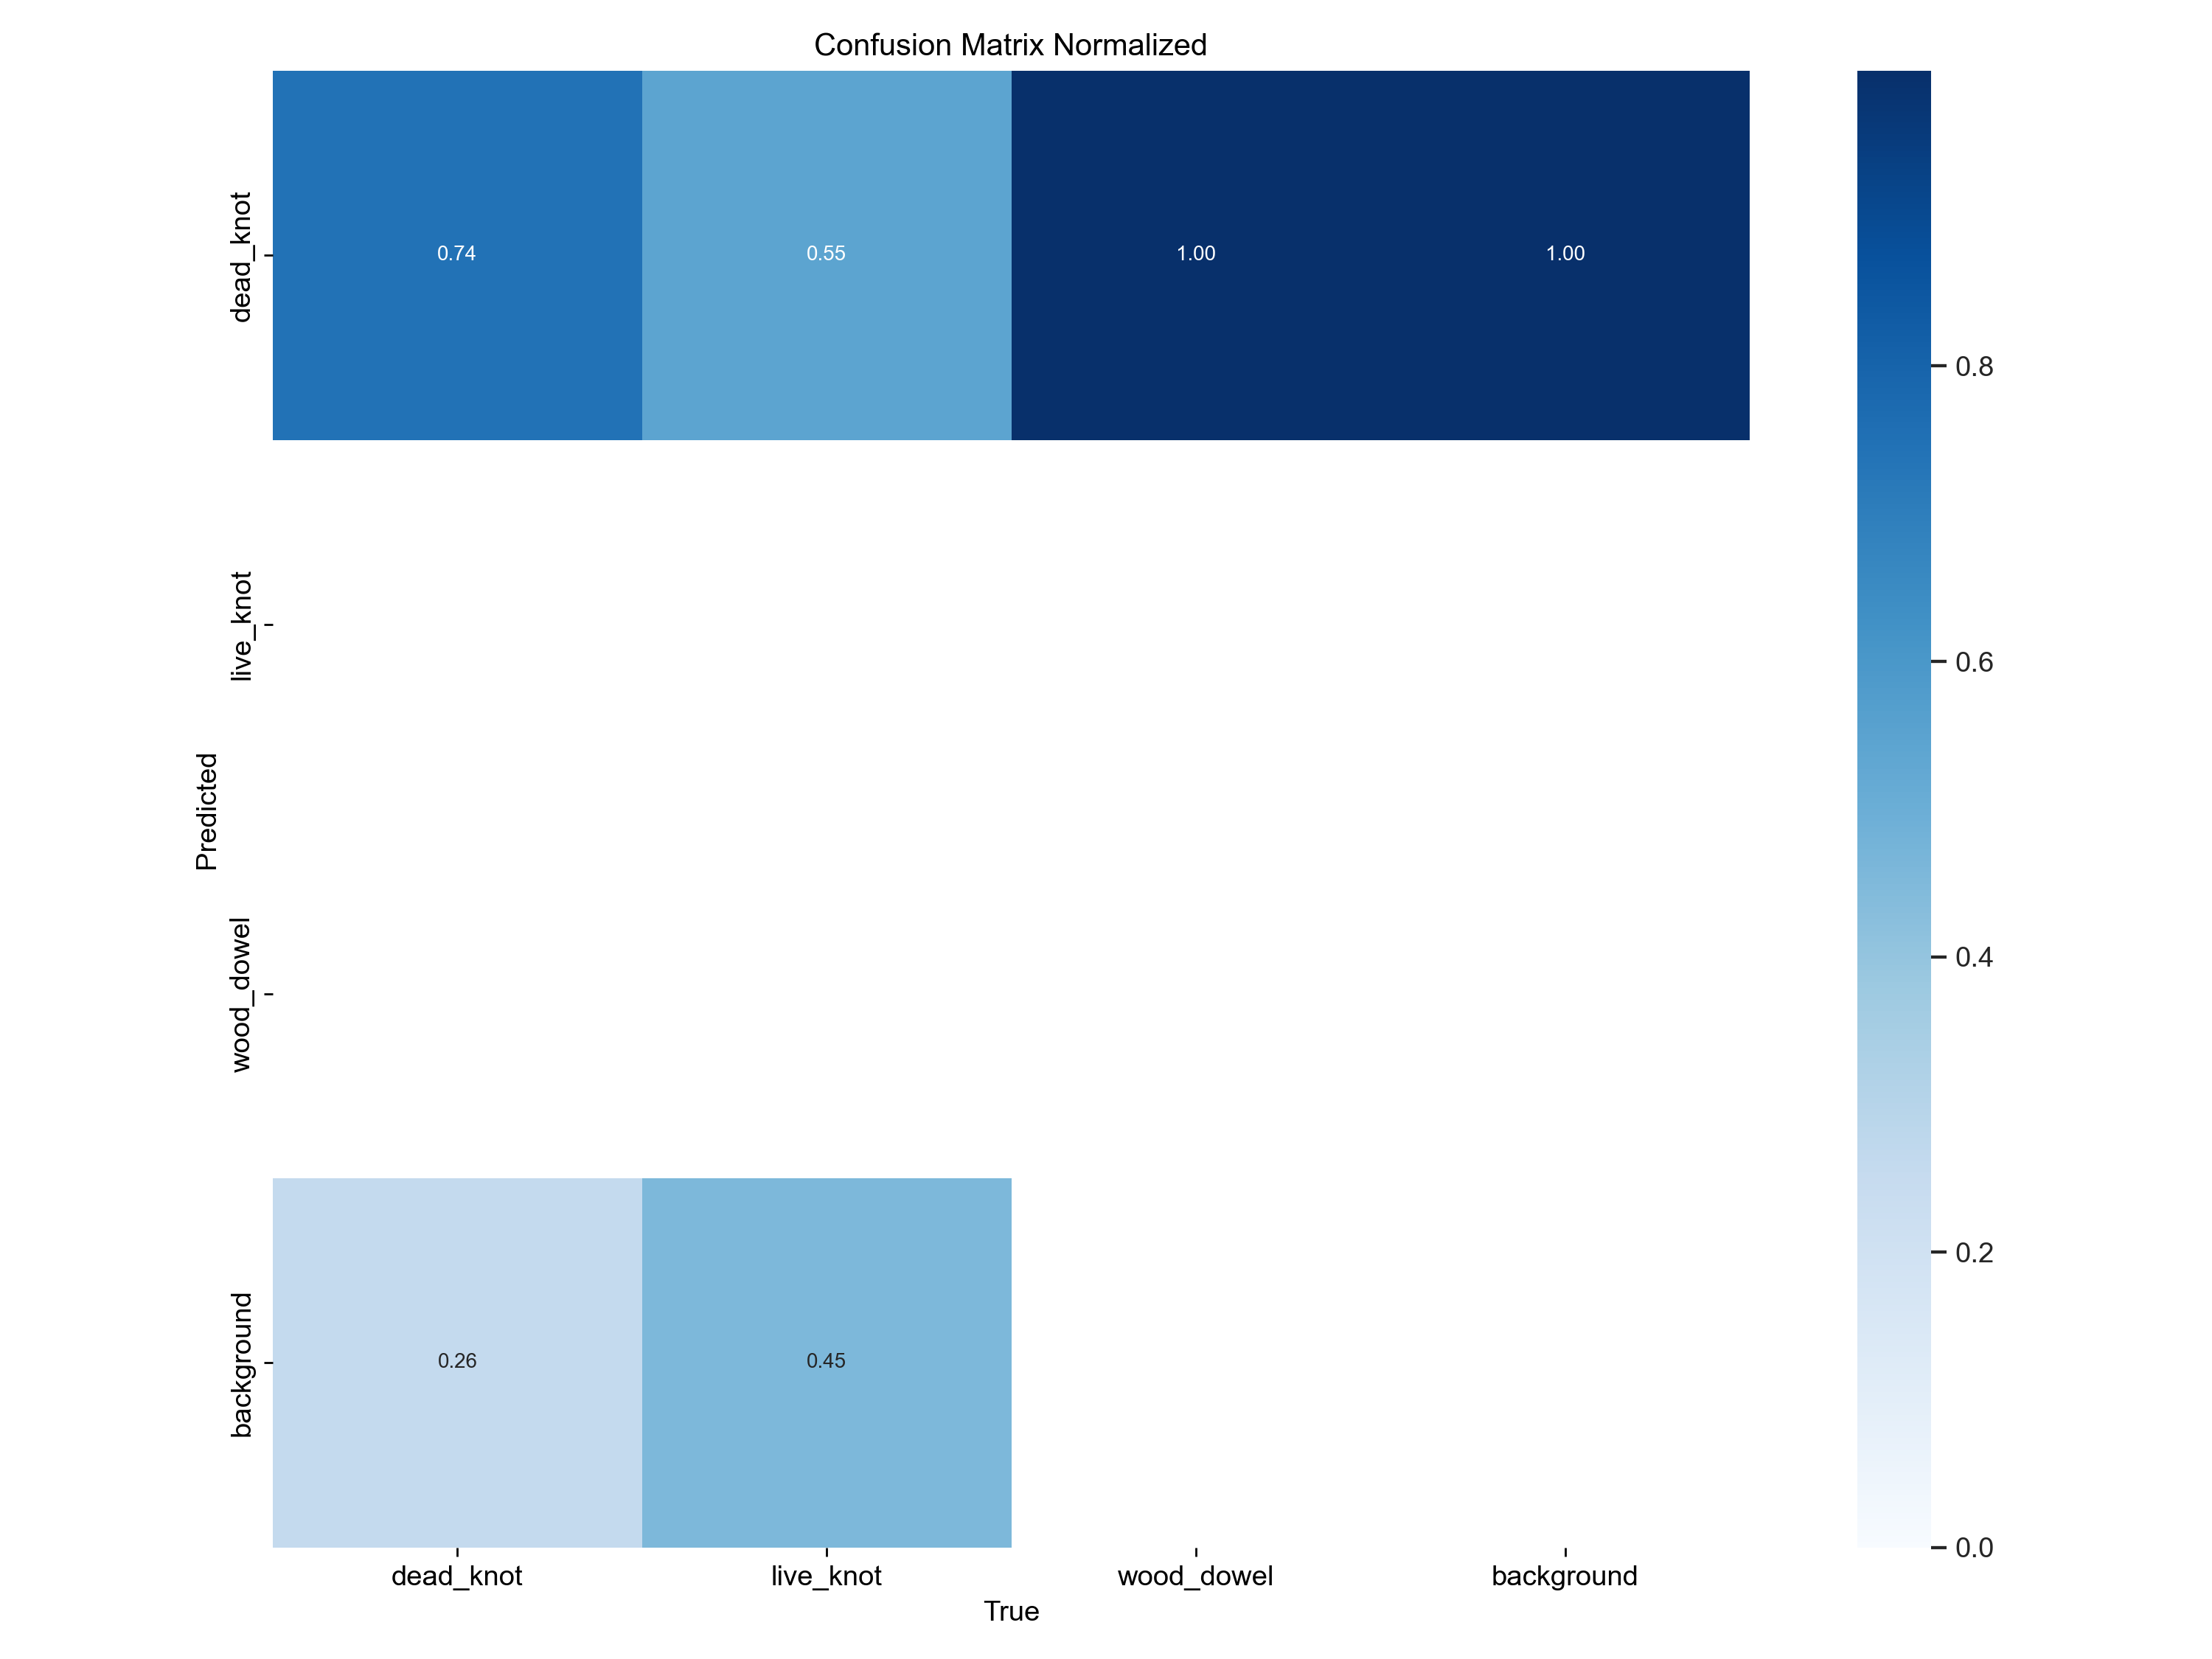 Confusion Matrix Normalized
dead_knot
0.74 0.55 1.00 1.00
live_knot
wood_dowel
background
0.26 0.45
Predicted
dead_knot live_knot wood_dowel background
True
0.8
0.6
0.4
0.2
0.0